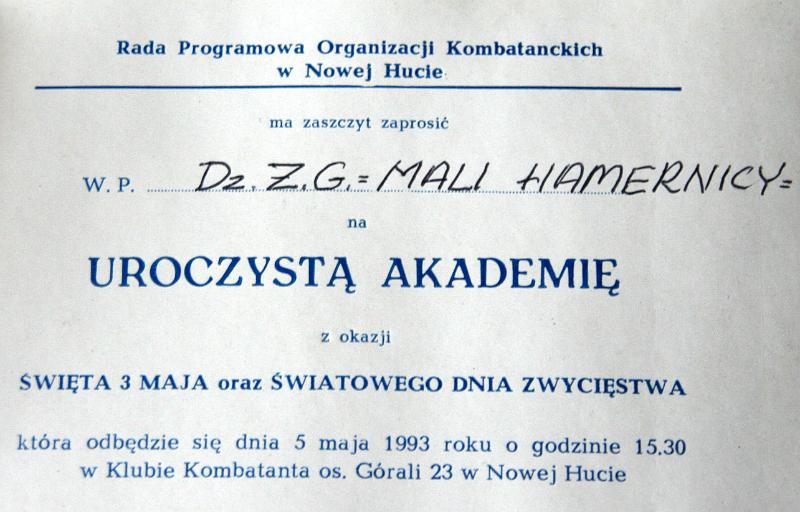 Rada Programowa Organizacji Kombatanckich
w Nowej Hucie
ma zaszczyt zaprosić
W. P. Dz. Z.G.= MALI HAMERNICY=
na
UROCZYSTĄ AKADEMIĘ
z okazji
ŚWIĘTA 3 MAJA oraz ŚWIATOWEGO DNIA ZWYCIĘSTWA
która odbędzie się dnia 5 maja 1993 roku o godzinie 15.30
w Klubie Kombatanta os. Górali 23 w Nowej Hucie